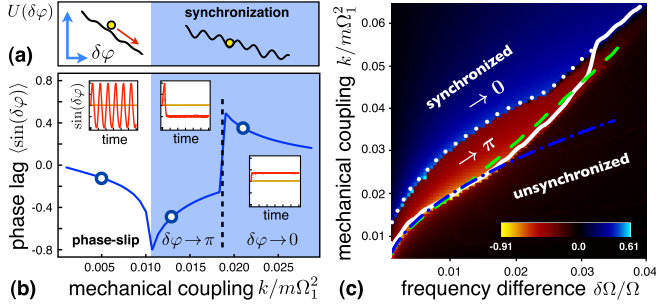 U(δφ)
δφ
synchronization
(a)
phase lag ⟨sin(δφ)⟩
0.8
0.4
0.0
-0.4
-0.8
sin(δφ)
time
time
time
phase-slip
δφ→π
δφ→0
0.005
0.010
0.015
0.020
0.025
(b)
mechanical coupling k/mΩ₁²
mechanical coupling k/mΩ₁²
0.06
0.05
0.04
0.03
0.02
0.01
synchronized
→ 0
→ π
unsynchronized
-0.91
0.0
0.61
0.01
0.02
0.03
0.04
(c)
frequency difference δΩ/Ω